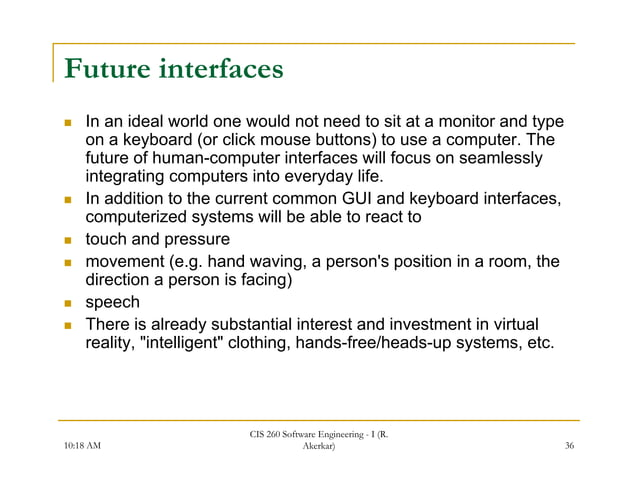 Future interfaces
In an ideal world one would not need to sit at a monitor and type
on a keyboard (or click mouse buttons) to use a computer. The
future of human-computer interfaces will focus on seamlessly
integrating computers into everyday life.
In addition to the current common GUI and keyboard interfaces,
computerized systems will be able to react to
touch and pressure
movement (e.g. hand waving, a person's position in a room, the
direction a person is facing)
speech
There is already substantial interest and investment in virtual
reality, "intelligent" clothing, hands-free/heads-up systems, etc.
10:18 AM
CIS 260 Software Engineering - I (R.
Akerkar)
36